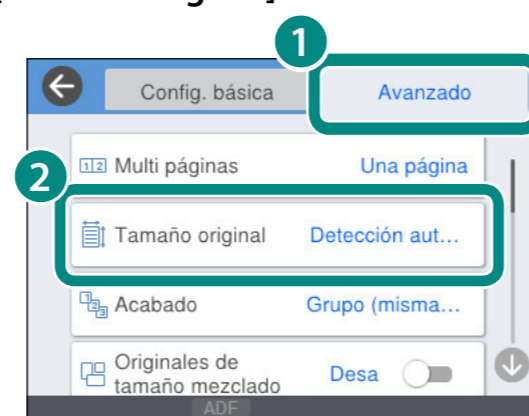 1
Config. básica Avanzado
2
Multi páginas Una página
Tamaño original Detección aut...
Acabado Grupo (misma...
Originales de
tamaño mezclado Desa
ADF